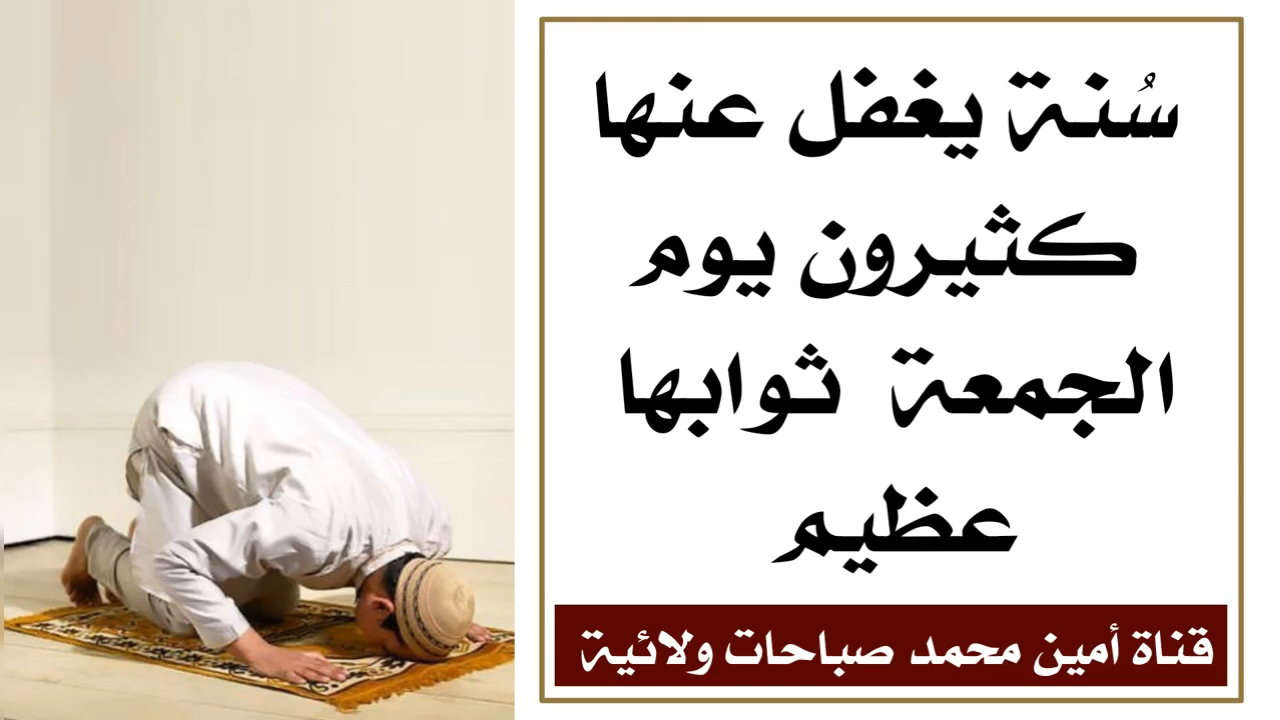 سُنة يغفل عنها
كثيرون يوم
الجمعة ثوابها
عظيم
قناة أمين محمد صباحات ولائية